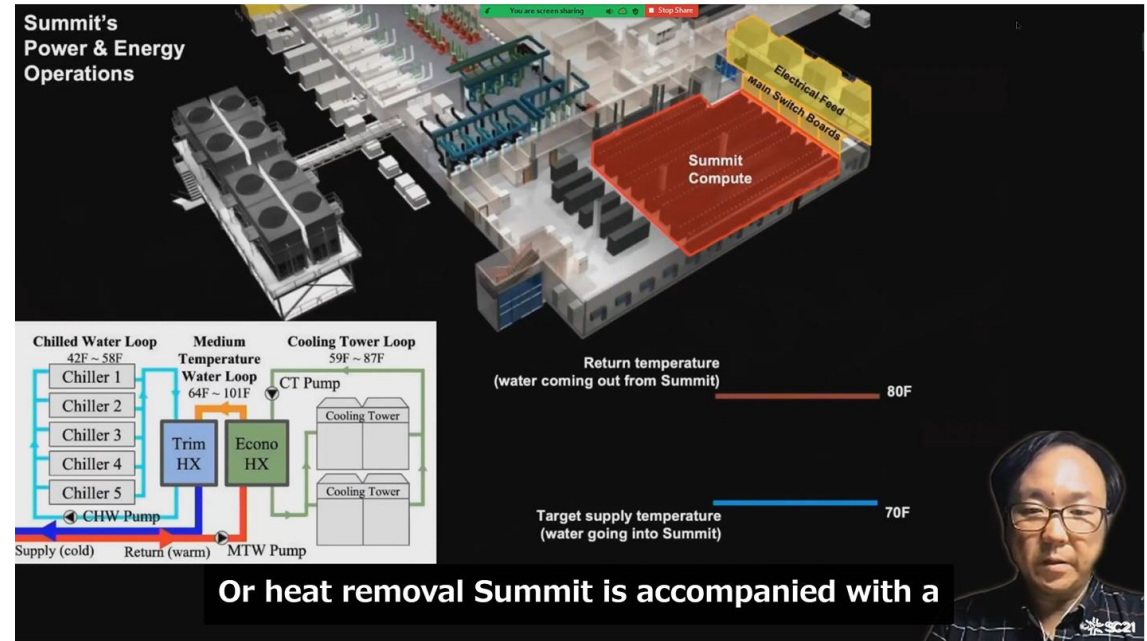 Summit's
Power & Energy
Operations
You are screen sharing
Stop Share
Electrical Feed
Main Switch Boards
Summit
Compute
Chilled Water Loop
42F ~ 58F
Medium
Temperature
Water Loop
64F ~ 101F
Cooling Tower Loop
59F ~ 87F
Chiller 1
Chiller 2
Chiller 3
Chiller 4
Chiller 5
CT Pump
Trim
HX
Econo
HX
Cooling Tower
Cooling Tower
CHW Pump
Supply (cold)
Return (warm)
MTW Pump
Return temperature
(water coming out from Summit)
80F
Target supply temperature
(water going into Summit)
70F
Or heat removal Summit is accompanied with a
SC21